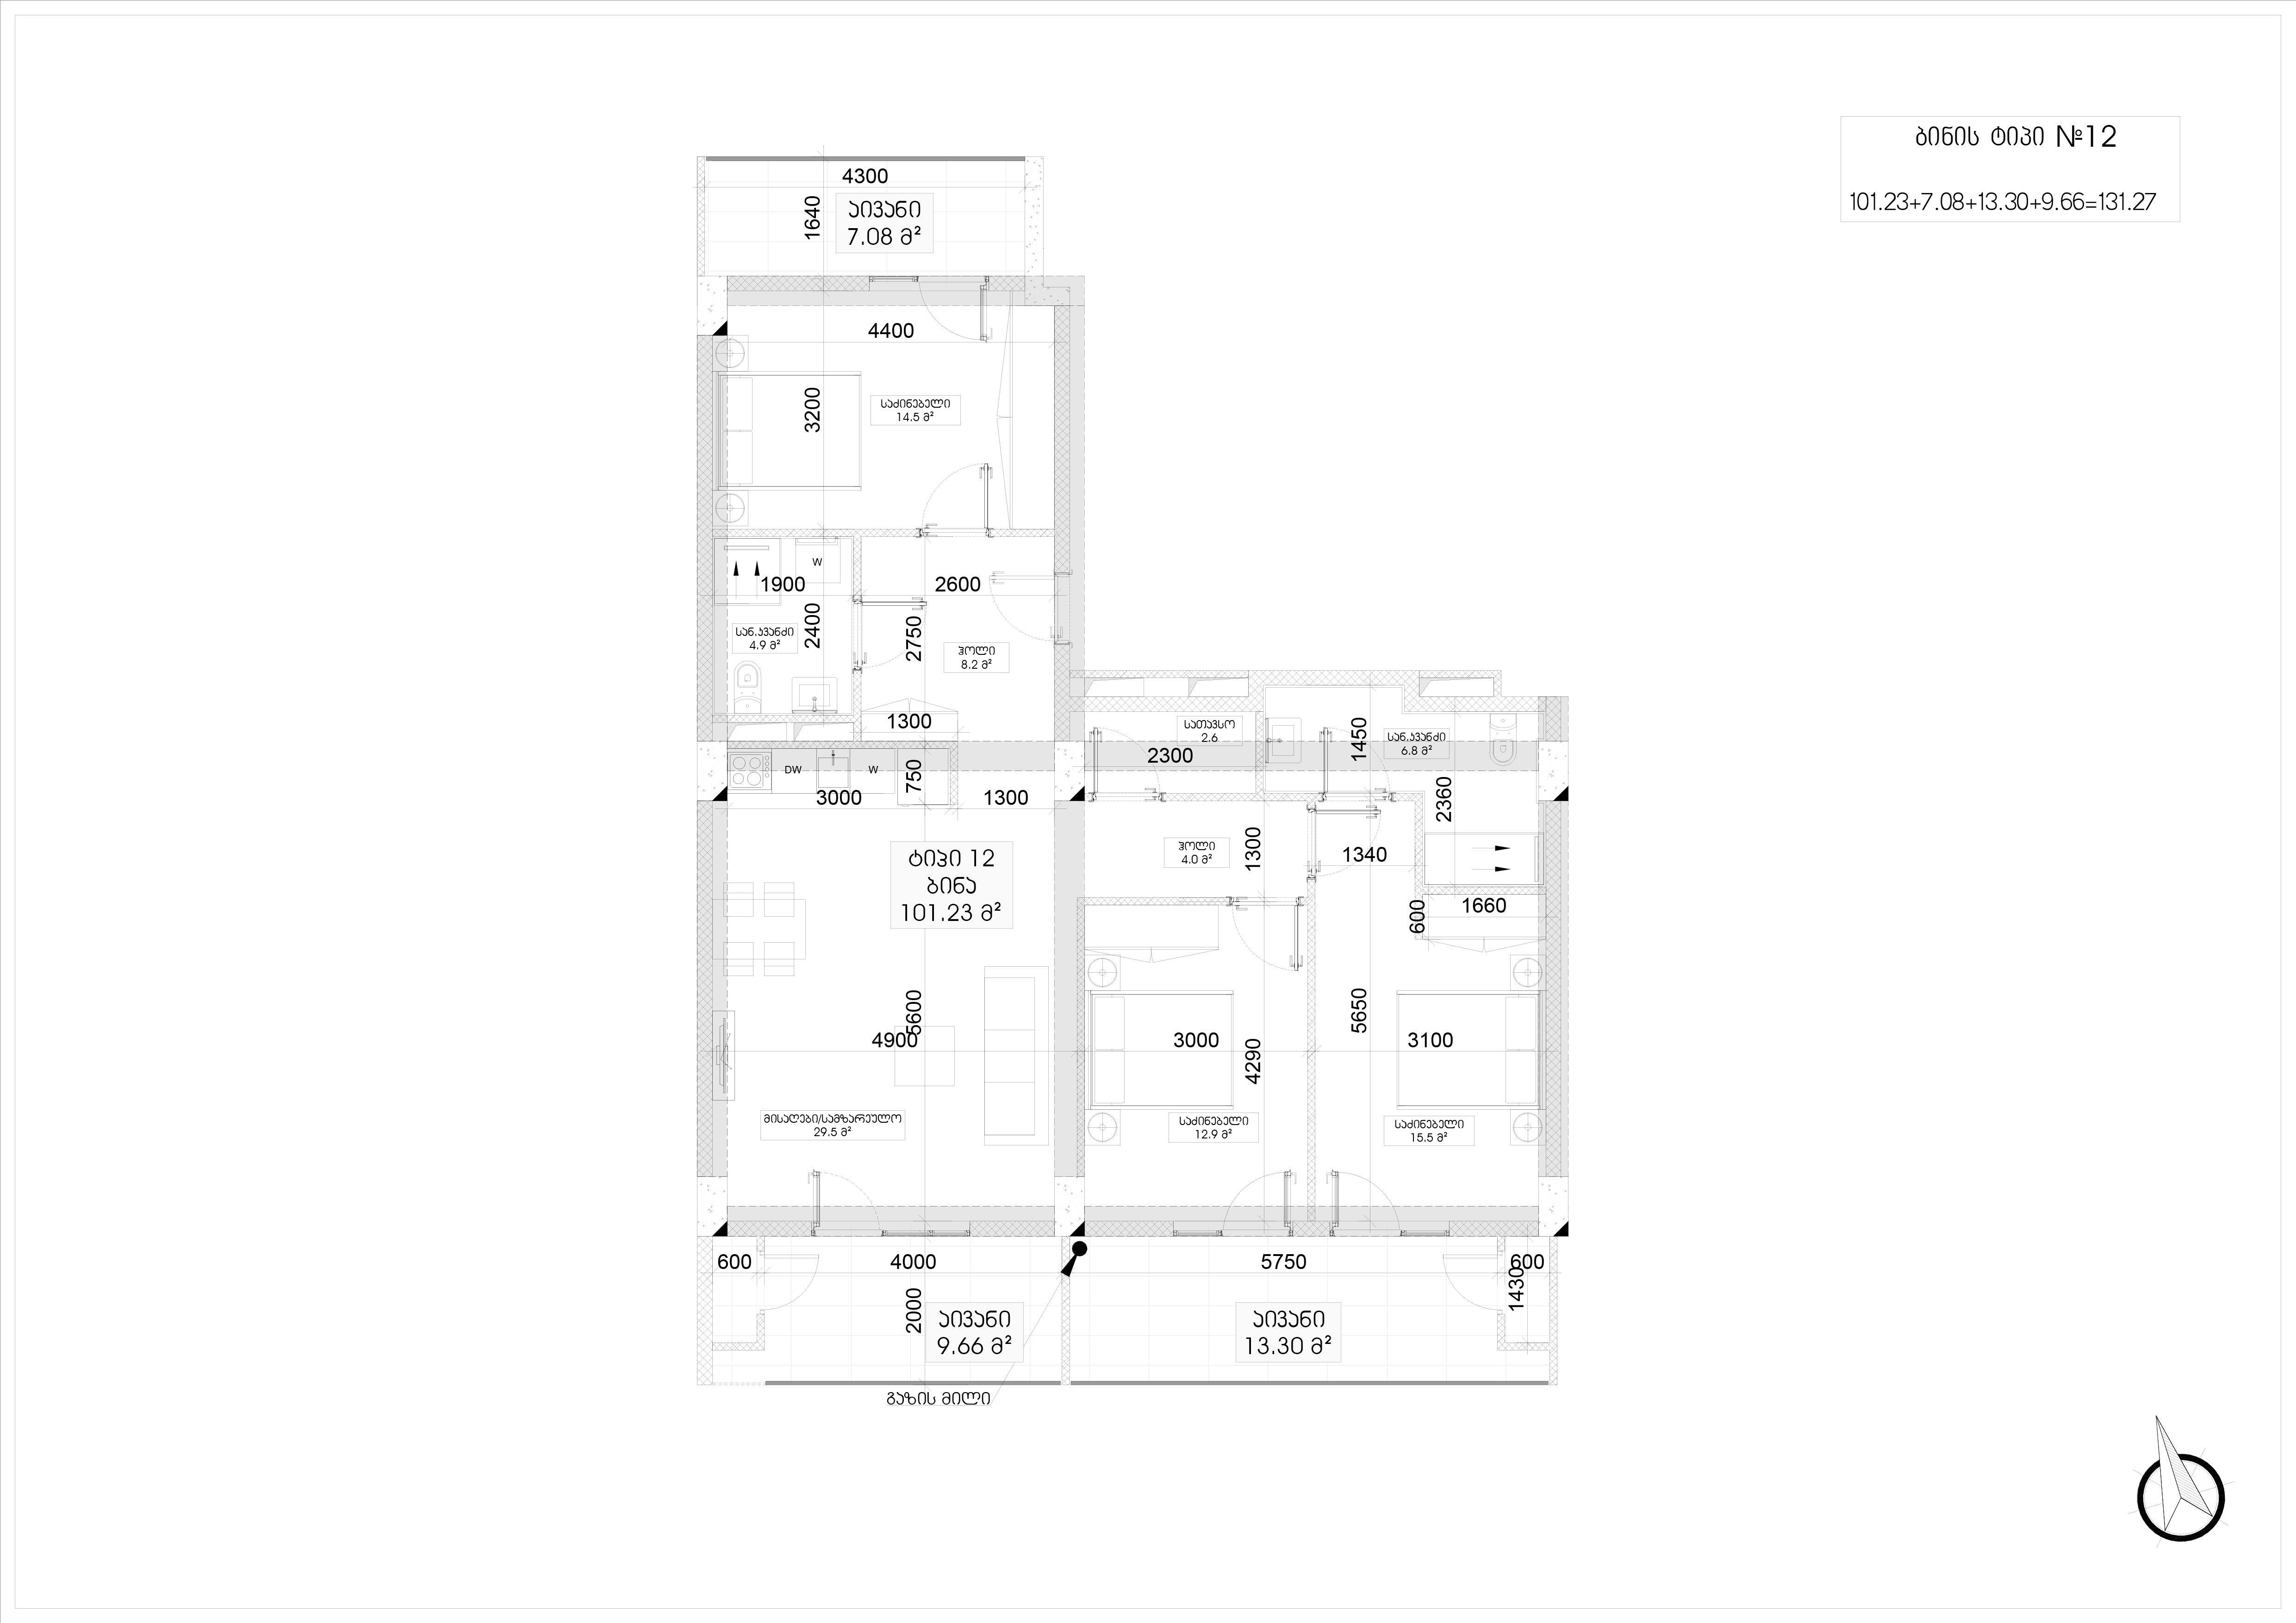 ბინის ტიპი №12
101.23+7.08+13.30+9.66=131.27
4300
1640
აივანი
7.08 მ²
4400
3200
საძინებელი
14.5 მ²
W
1900
2600
2400
2750
სან.კვანძი
4.9 მ²
ჰოლი
8.2 მ²
1300
სათავსო
2.6
2300
1450
სან.კვანძი
6.8 მ²
DW
W
750
3000
1300
2360
ჰოლი
4.0 მ²
1300
1340
ტიპი 12
ბინა
101.23 მ²
600
1660
5600
4900
3000
4290
5650
3100
მისაღები/სამზარეულო
29.5 მ²
საძინებელი
12.9 მ²
საძინებელი
15.5 მ²
600
4000
5750
600
1430
2000
აივანი
9.66 მ²
აივანი
13.30 მ²
გაზის მილი